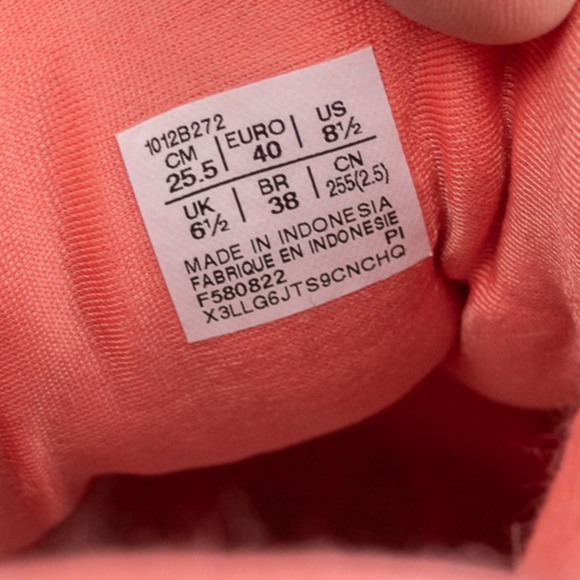 1012B272
CM EURO US
25.5 40 8½
UK BR CN
6½ 38 255(2.5)
MADE IN INDONESIA
FABRIQUE EN INDONESIE
F580822 PI
X3LLG6JTS9CNCHQ